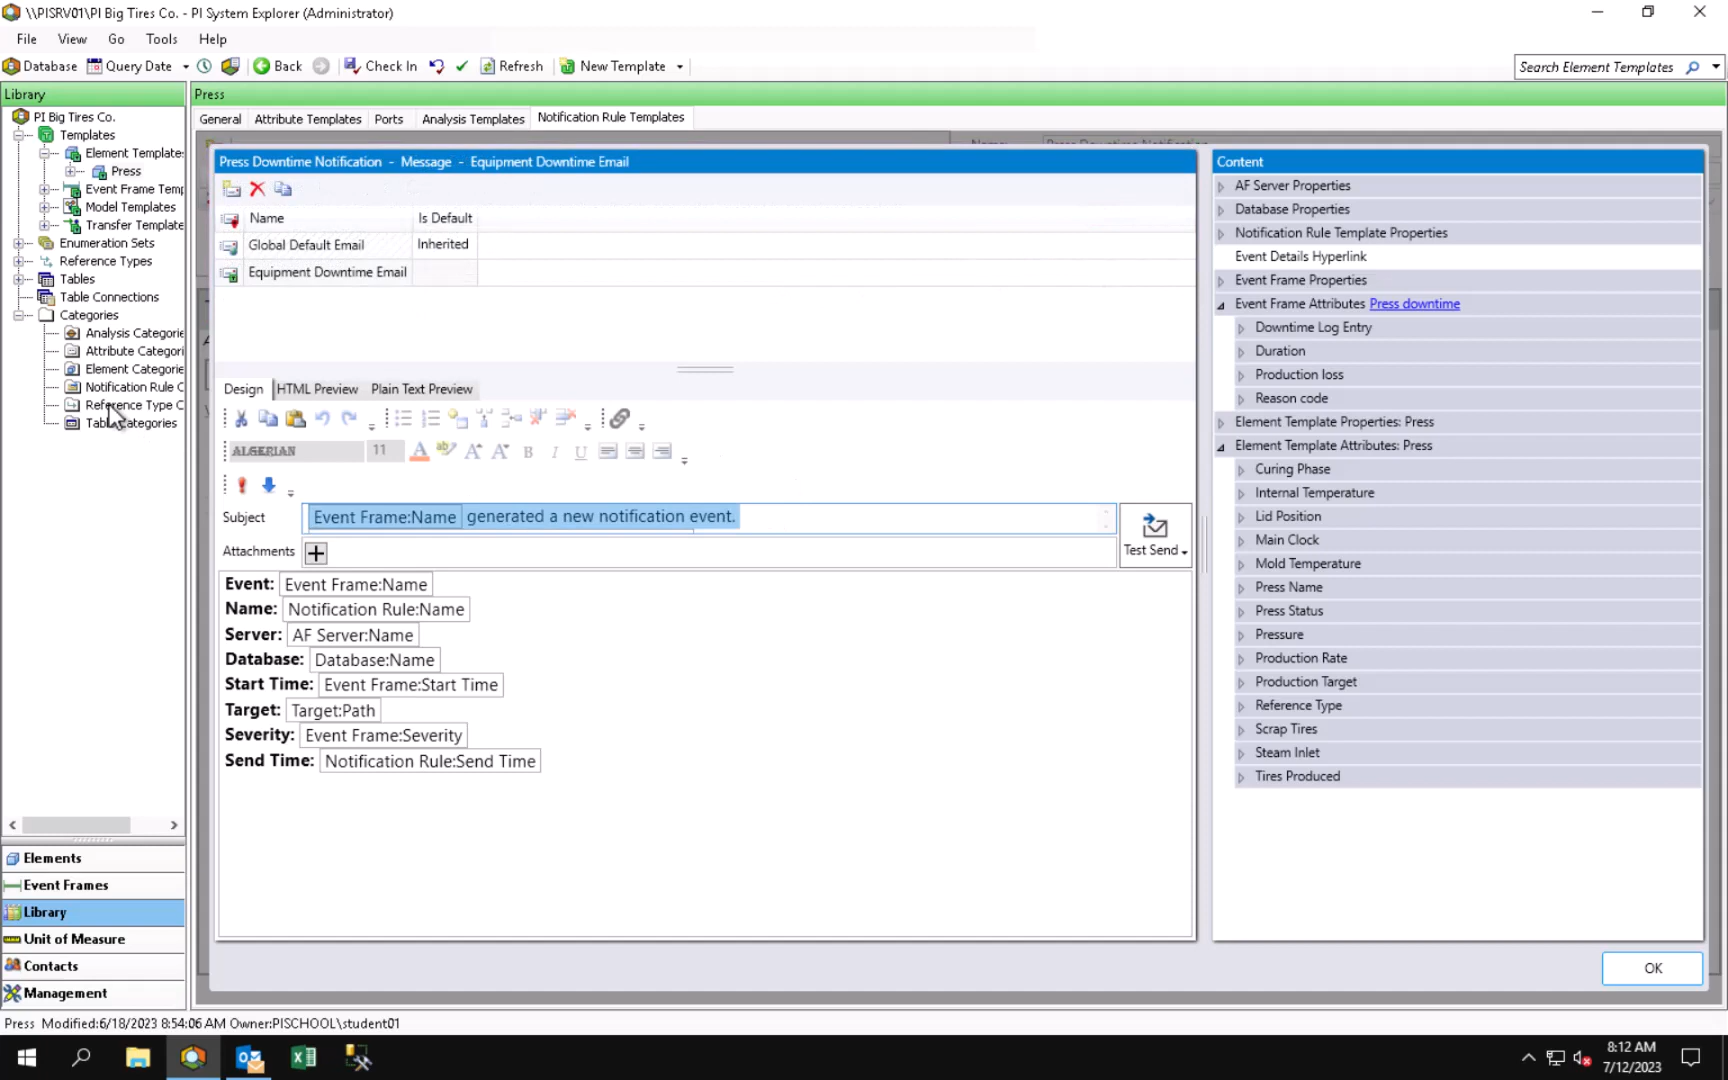 \\PISRV01\PI Big Tires Co. - PI System Explorer (Administrator)
File View Go Tools Help
Database Query Date Back Check In Refresh New Template Search Element Templates
Library
PI Big Tires Co.
Templates
Element Template:
Press
Event Frame Temp
Model Templates
Transfer Template
Enumeration Sets
Reference Types
Tables
Table Connections
Categories
Analysis Categorie
Attribute Categori
Element Categorie
Notification Rule C
Reference Type C
Categories
Elements
Event Frames
Library
Unit of Measure
Contacts
Management
Press
General Attribute Templates Ports Analysis Templates Notification Rule Templates
Press Downtime Notification - Message - Equipment Downtime Email
Name Is Default
Global Default Email Inherited
Equipment Downtime Email
Design HTML Preview Plain Text Preview
ALGERIAN 11 B I U
Subject Event Frame:Name generated a new notification event.
Attachments
Test Send
Event: Event Frame:Name
Name: Notification Rule:Name
Server: AF Server:Name
Database: Database:Name
Start Time: Event Frame:Start Time
Target: Target:Path
Severity: Event Frame:Severity
Send Time: Notification Rule:Send Time
Content
AF Server Properties
Database Properties
Notification Rule Template Properties
Event Details Hyperlink
Event Frame Properties
Event Frame Attributes Press downtime
Downtime Log Entry
Duration
Production loss
Reason code
Element Template Properties: Press
Element Template Attributes: Press
Curing Phase
Internal Temperature
Lid Position
Main Clock
Mold Temperature
Press Name
Press Status
Pressure
Production Rate
Production Target
Reference Type
Scrap Tires
Steam Inlet
Tires Produced
OK
Press Modified:6/18/2023 8:54:06 AM Owner:PISCHOOL\student01
8:12 AM
7/12/2023